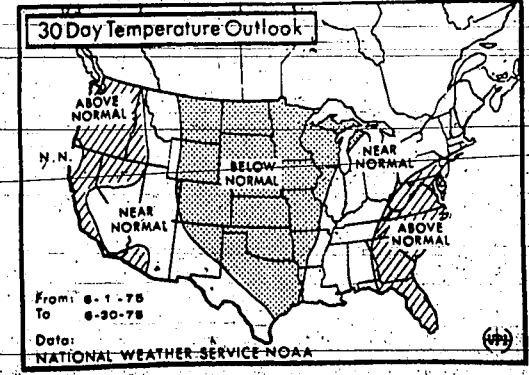 30 Day Temperature Outlook
ABOVE
NORMAL
N.N.
BELOW
NORMAL
NEAR
NORMAL
NEAR
NORMAL
ABOVE
NORMAL
From: 6-1-75
To 6-30-75
Data:
NATIONAL WEATHER SERVICE NOAA
UPI